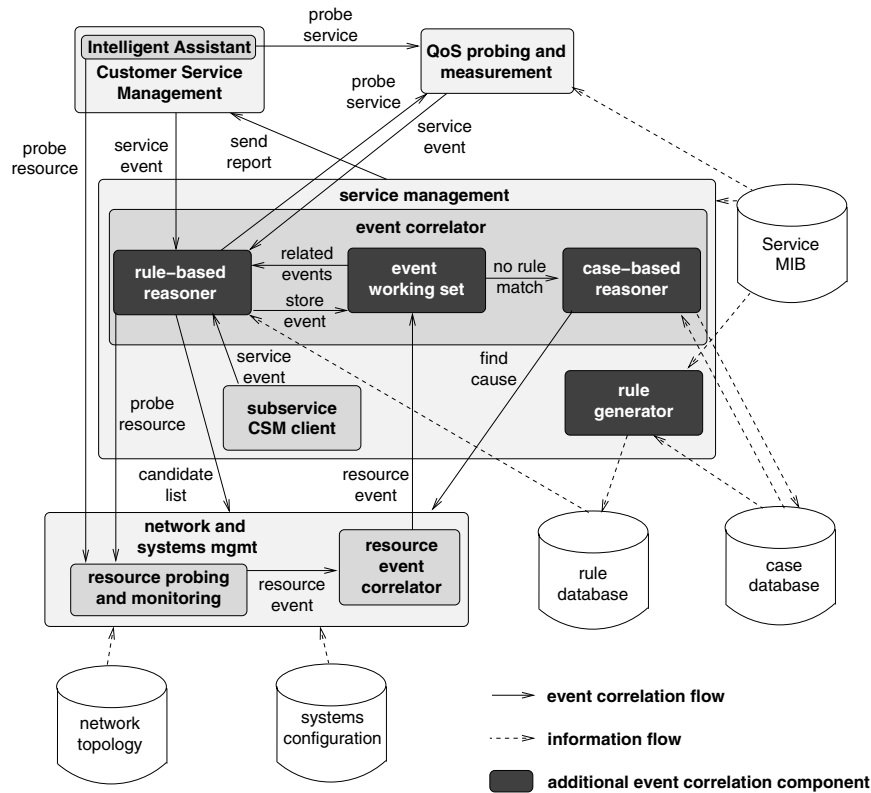 probe
service
Intelligent Assistant
Customer Service
Management
QoS probing and
measurement
probe
service
service
event
probe
resource
service
event
send
report
service management
event correlator
Service
MIB
rule-based
reasoner
related
events
store
event
event
working set
no rule
match
case-based
reasoner
service
event
find
cause
subservice
CSM client
rule
generator
probe
resource
candidate
list
resource
event
network and
systems mgmt
resource probing
and monitoring
resource
event
resource
event
correlator
rule
database
case
database
network
topology
systems
configuration
event correlation flow
information flow
additional event correlation component